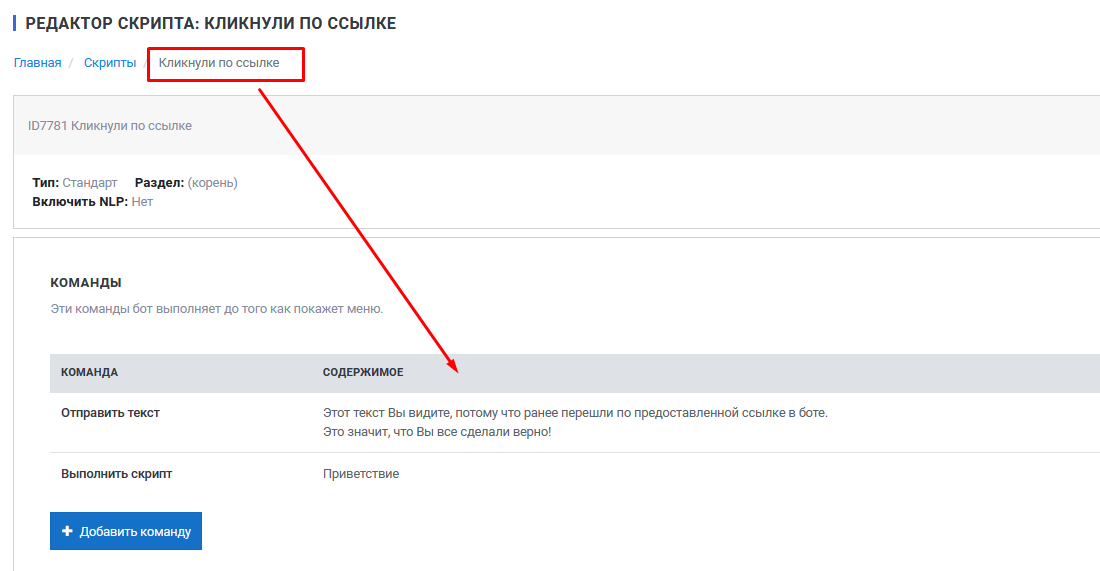 РЕДАКТОР СКРИПТА: КЛИКНУЛИ ПО ССЫЛКЕ
Главная / Скрипты / Кликнули по ссылке
ID7781 Кликнули по ссылке
Тип: Стандарт Раздел: (корень)
Включить NLP: Нет
КОМАНДЫ
Эти команды бот выполняет до того как покажет меню.
КОМАНДА СОДЕРЖИМОЕ
Отправить текст Этот текст Вы видите, потому что ранее перешли по предоставленной ссылке в боте.
Это значит, что Вы все сделали верно!
Выполнить скрипт Приветствие
Добавить команду